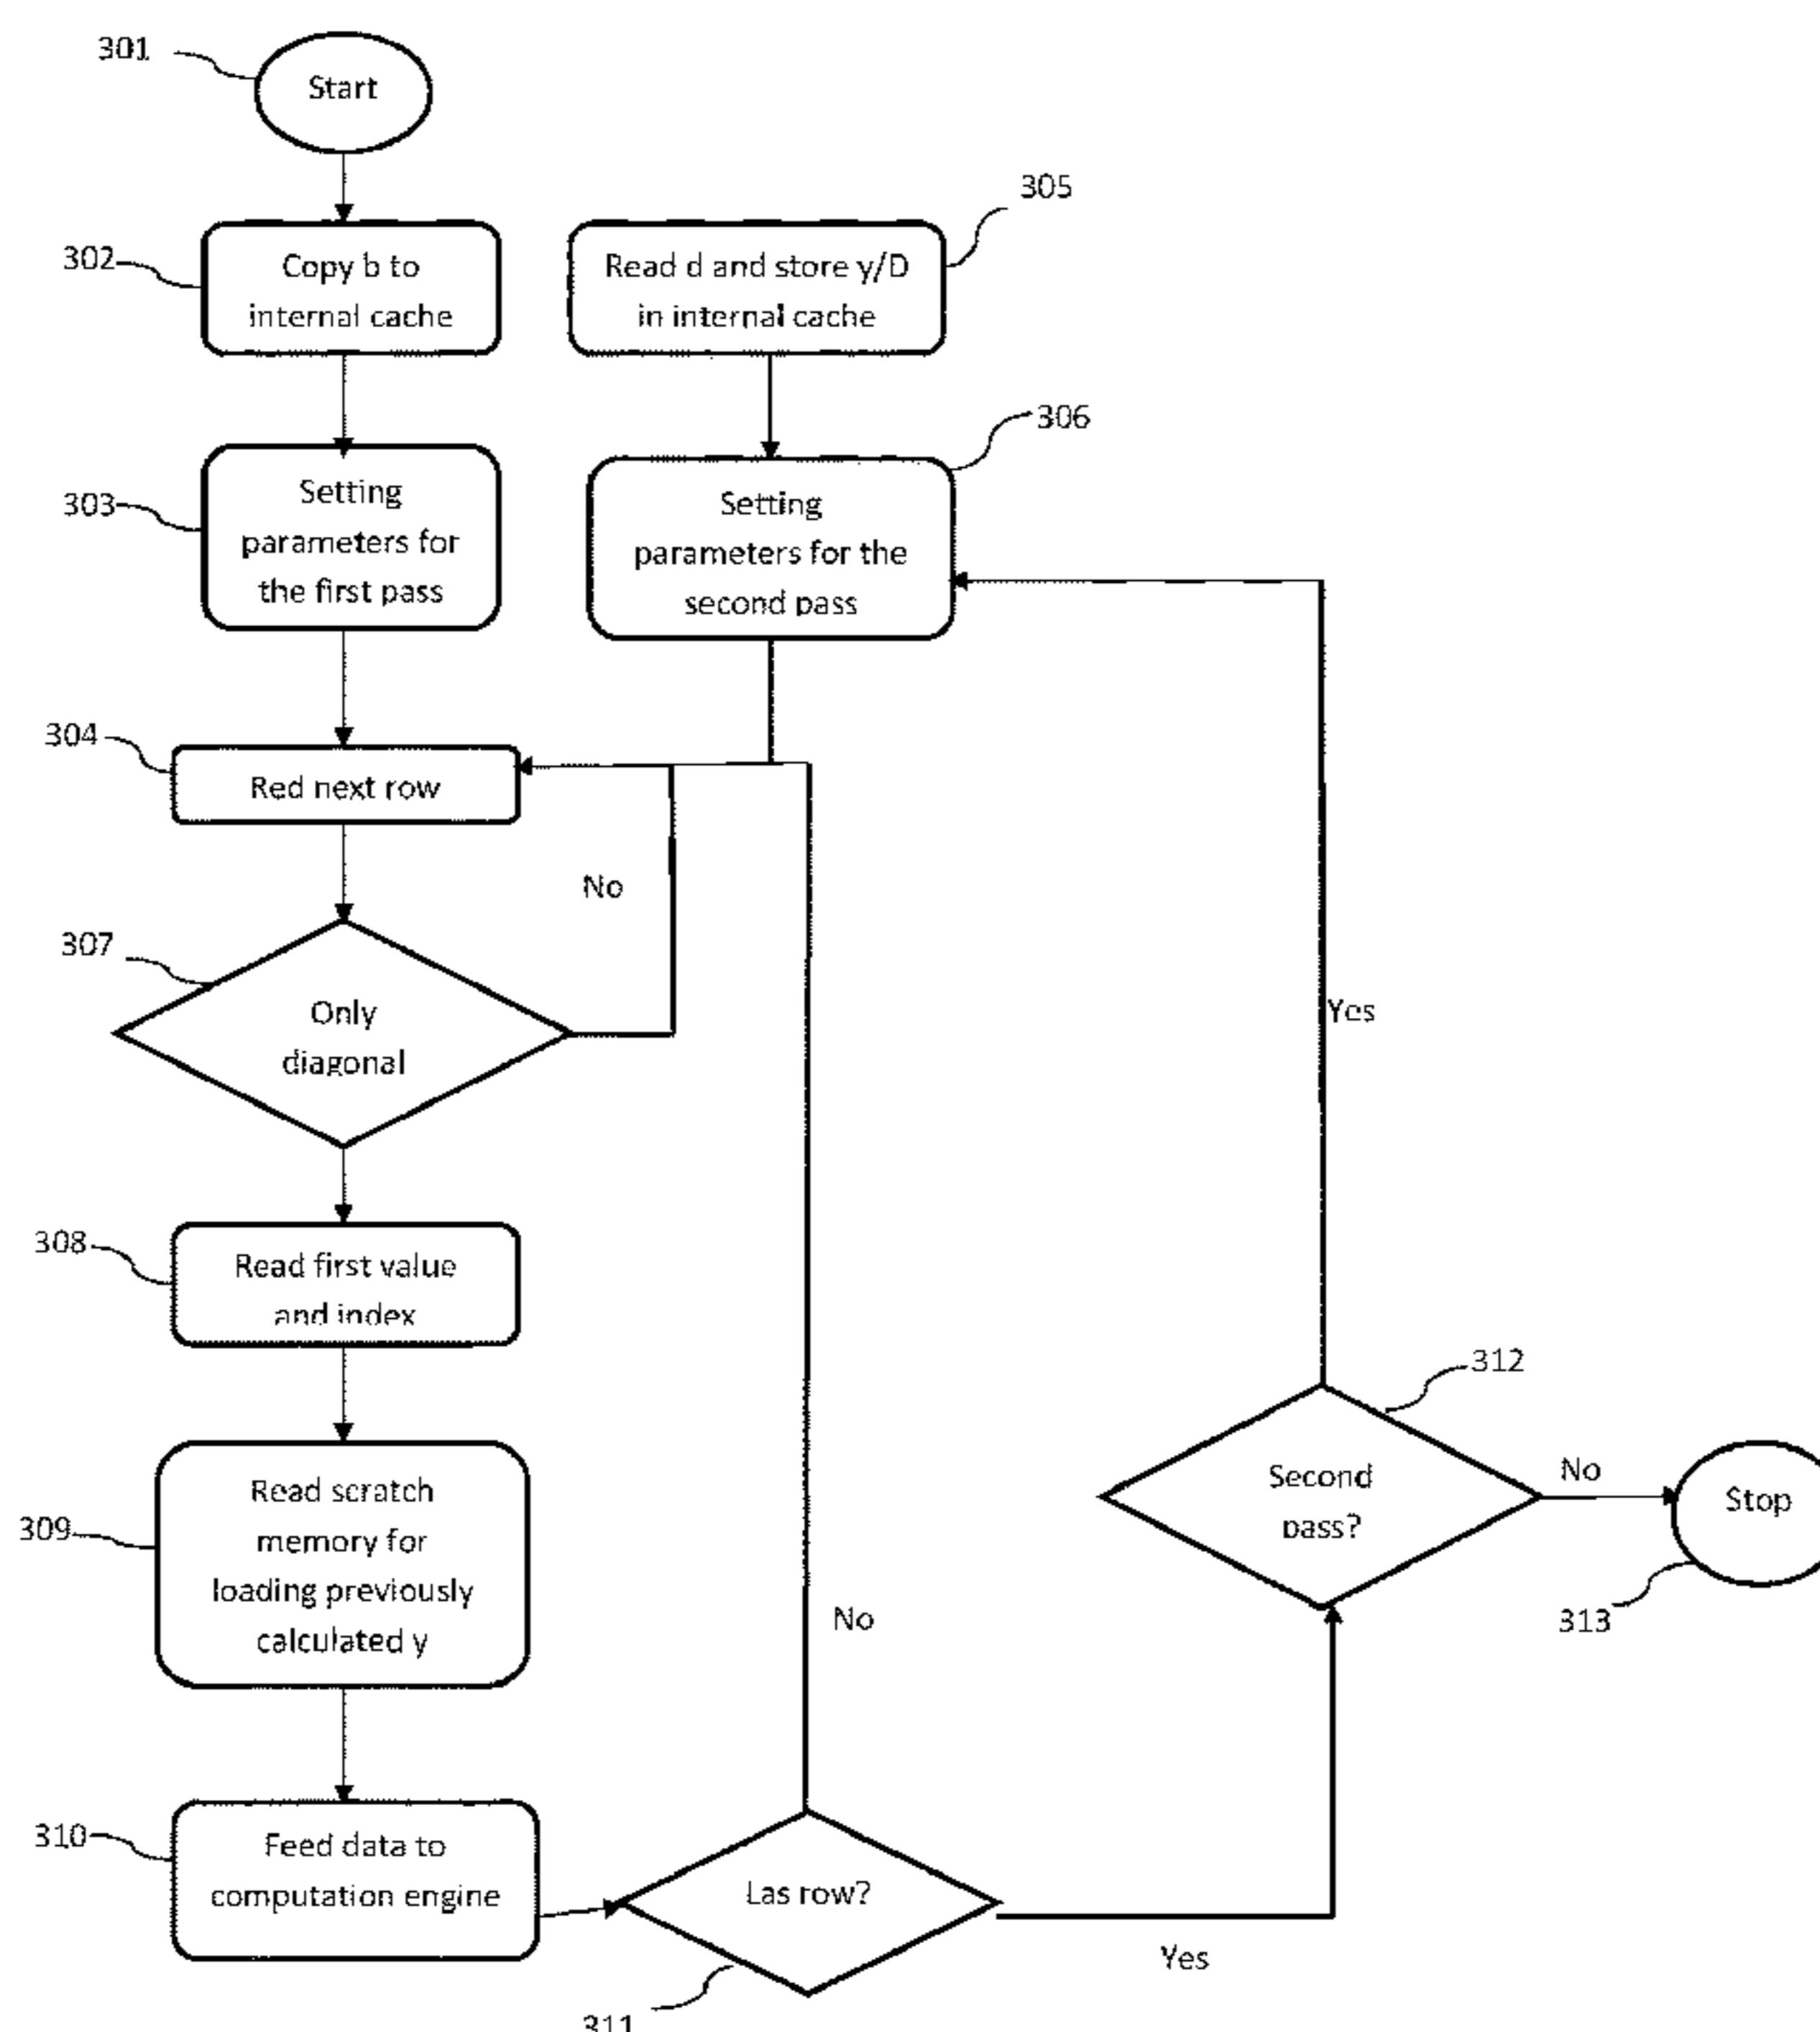 301
Start
305
302
Copy b to
internal cache
Read d and store y/D
in internal cache
306
303
Setting
parameters for
the first pass
Setting
parameters for the
second pass
304
Red next row
No
307
Only
diagonal
Yes
308
Read first value
and index
312
Second
pass?
No
Stop
309
Read scratch
memory for
loading previously
calculated y
No
313
310
Feed data to
computation engine
Las row?
Yes
311